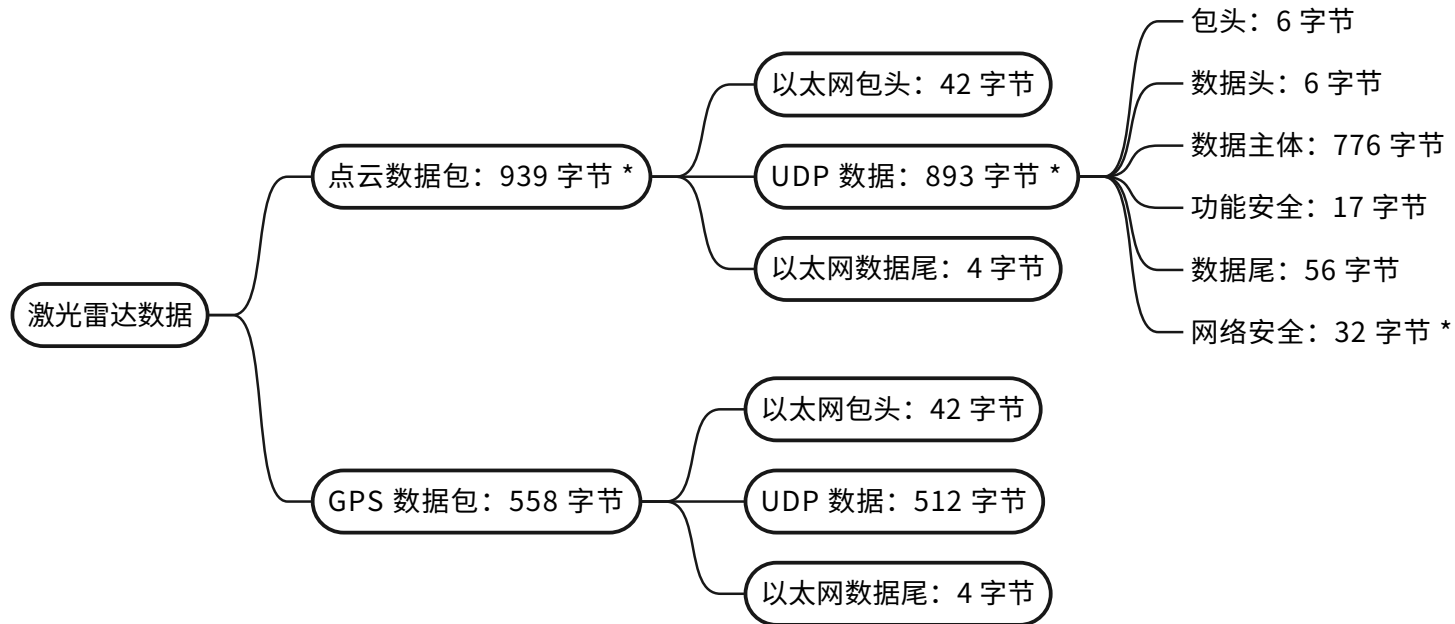 激光雷达数据
点云数据包：939 字节 *
以太网包头：42 字节
UDP 数据：893 字节 *
包头：6 字节
数据头：6 字节
数据主体：776 字节
功能安全：17 字节
数据尾：56 字节
网络安全：32 字节 *
以太网数据尾：4 字节
GPS 数据包：558 字节
以太网包头：42 字节
UDP 数据：512 字节
以太网数据尾：4 字节